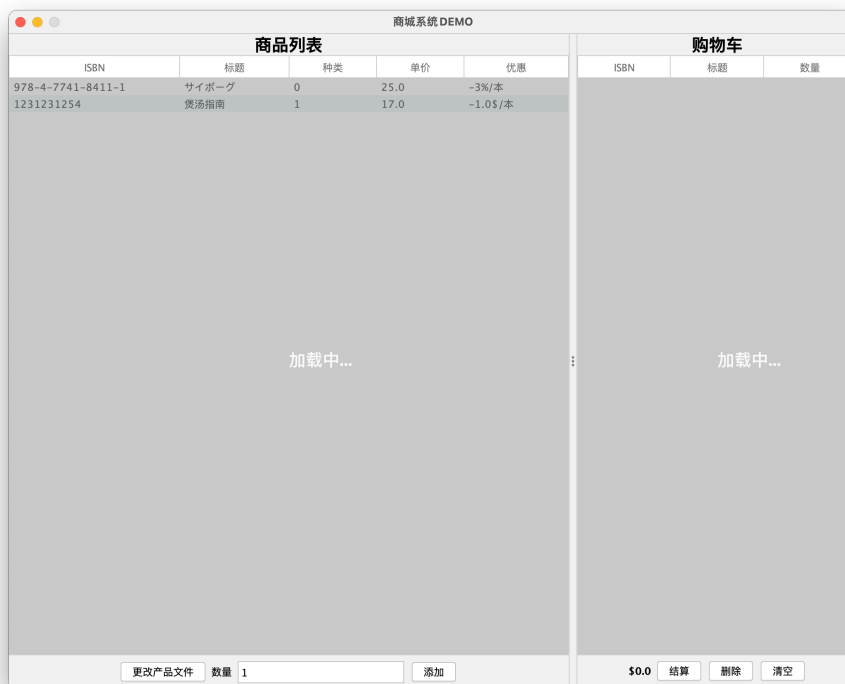 商城系统 DEMO
商品列表
ISBN 标题 种类 单价 优惠
978-4-7741-8411-1 サイボーグ 0 25.0 -3%/本
1231231254 煲汤指南 1 17.0 -1.0$/本
加载中...
更改产品文件 数量 1 添加
购物车
ISBN 标题 数量
加载中...
$0.0 结算 删除 清空